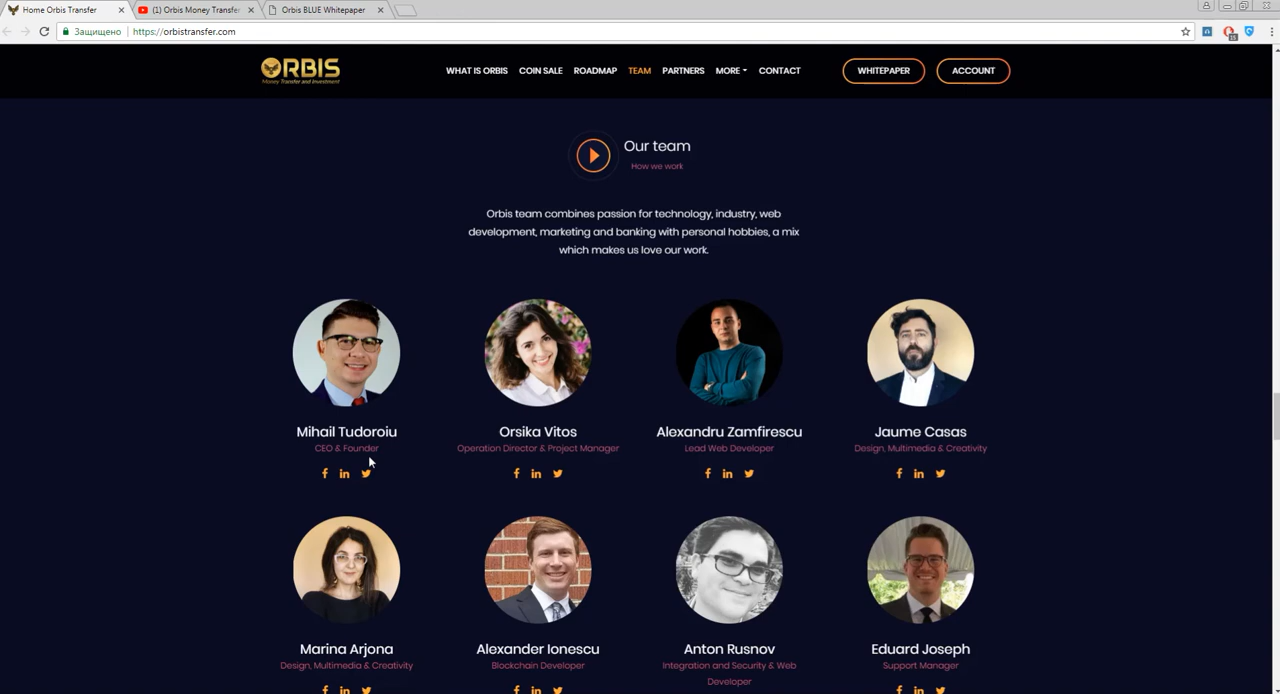 Home Orbis Transfer
(1) Orbis Money Transfer
Orbis BLUE Whitepaper
Защищено
https://orbistransfer.com
15
ORBIS
Money Transfer and Investment
WHAT IS ORBIS
COIN SALE
ROADMAP
TEAM
PARTNERS
MORE
CONTACT
WHITEPAPER
ACCOUNT
Our team
How we work
Orbis team combines passion for technology, industry, web
development, marketing and banking with personal hobbies, a mix
which makes us love our work.
Mihail Tudoroiu
CEO & Founder
Orsika Vitos
Operation Director & Project Manager
Alexandru Zamfirescu
Lead Web Developer
Jaume Casas
Design, Multimedia & Creativity
Marina Arjona
Design, Multimedia & Creativity
Alexander Ionescu
Blockchain Developer
Anton Rusnov
Integration and Security & Web
Developer
Eduard Joseph
Support Manager